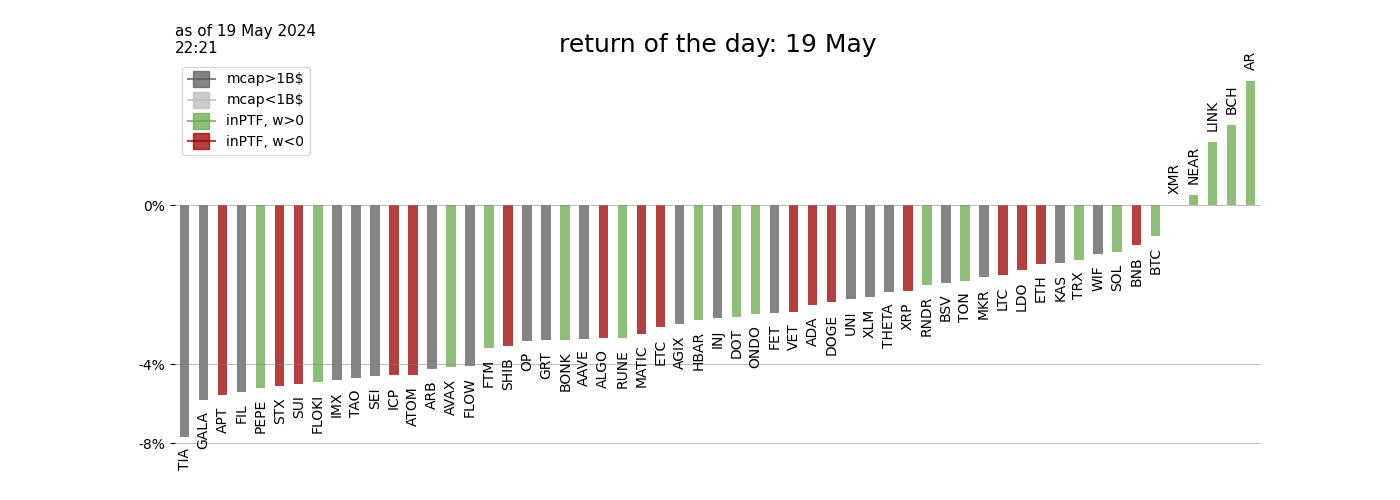 as of 19 May 2024
22:21
return of the day: 19 May
mcap>1B$
mcap<1B$
inPTF, w>0
inPTF, w<0
0%
-4%
-8%
TIA
GALA
APT
FIL
PEPE
STX
SUI
FLOKI
IMX
TAO
SEI
ICP
ATOM
ARB
AVAX
FLOW
FTM
SHIB
OP
GRT
BONK
AAVE
ALGO
RUNE
MATIC
ETC
AGIX
HBAR
INJ
DOT
ONDO
FET
VET
ADA
DOGE
UNI
XLM
THETA
XRP
RNDR
BSV
TON
MKR
LTC
LDO
ETH
KAS
TRX
WIF
SOL
BNB
BTC
XMR
NEAR
LINK
BCH
AR